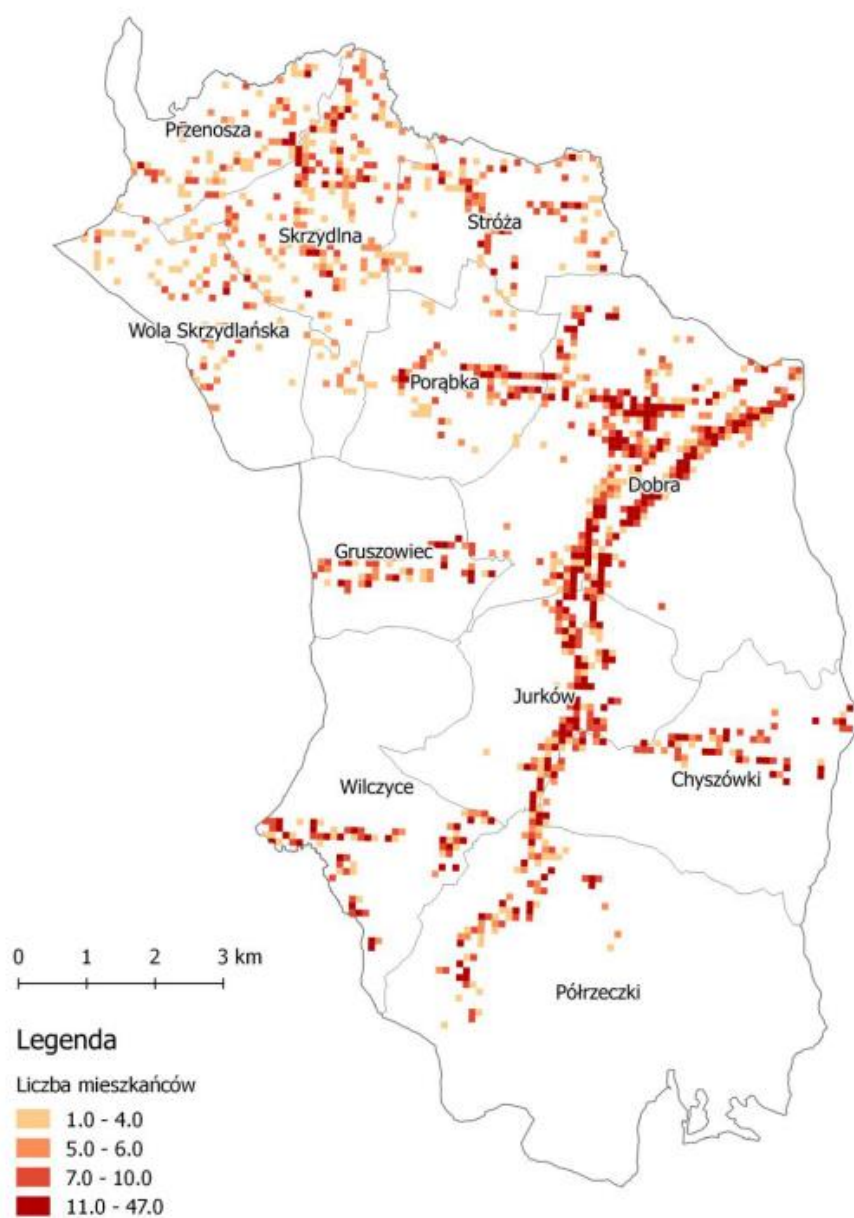 Przenosza
Skrzydlna
Stróża
Wola Skrzydlańska
Porąbka
Dobra
Gruszowiec
Jurków
Wilczyce
Chyszówki
Półrzeczki
0 1 2 3 km
Legenda
Liczba mieszkańców
1.0 - 4.0
5.0 - 6.0
7.0 - 10.0
11.0 - 47.0